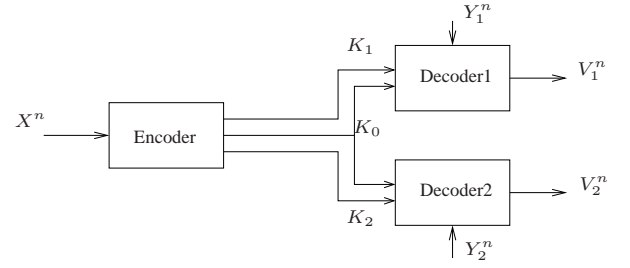 Y_1^n
K_1
Decoder1
V_1^n
X^n
Encoder
K_0
Decoder2
V_2^n
K_2
Y_2^n